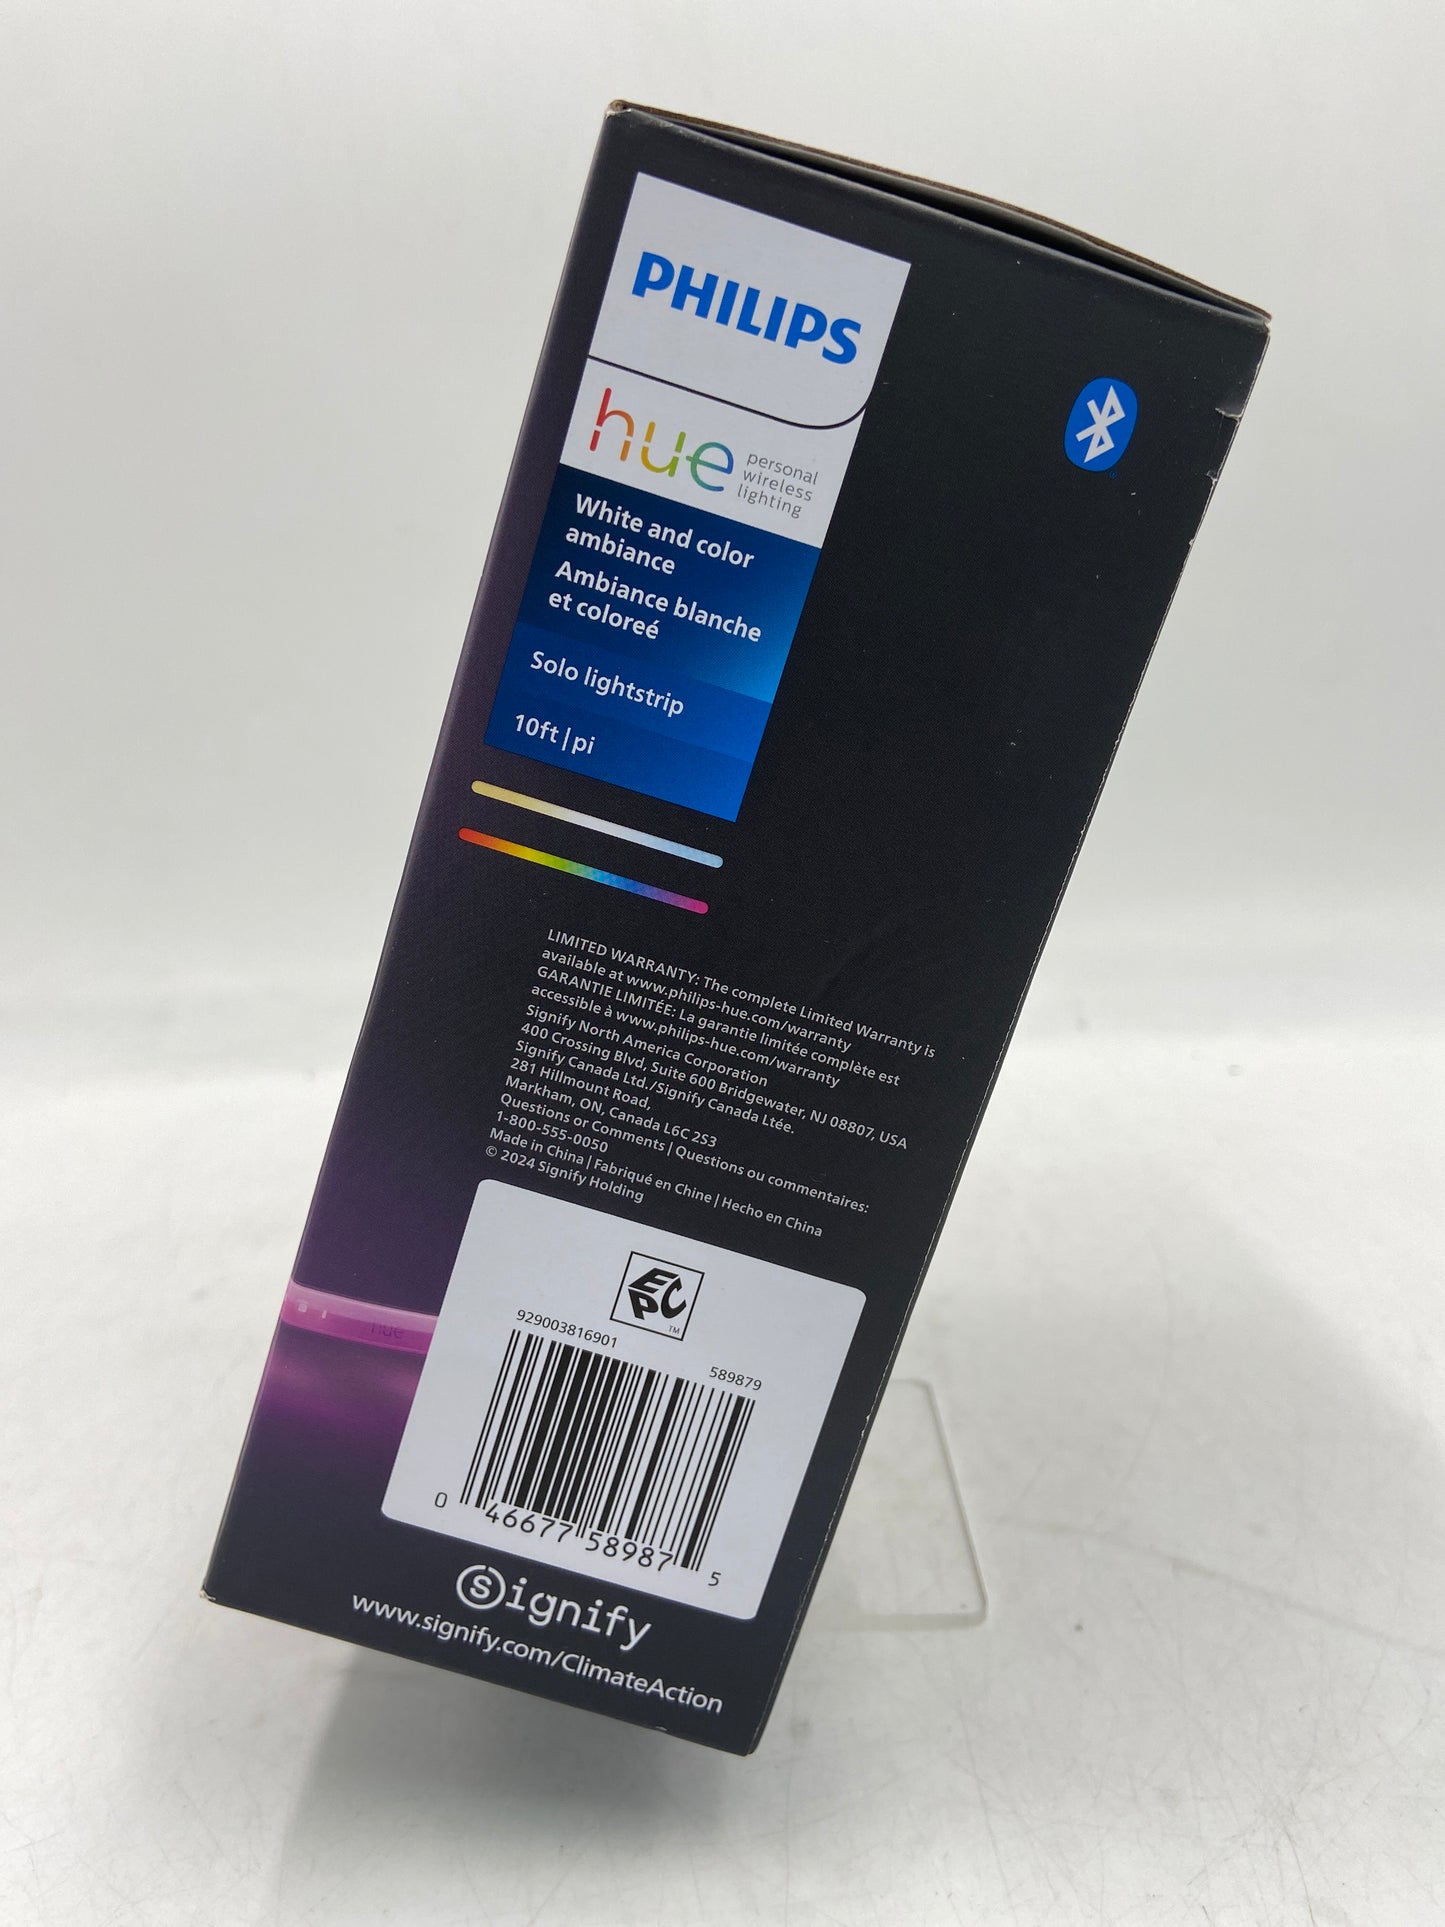 PHILIPS
hue
personal
wireless
lighting
White and color
ambiance
Ambiance blanche
et coloreé
Solo lightstrip
10ft | pi
LIMITED WARRANTY: The complete Limited Warranty is
available at www.philips-hue.com/warranty
GARANTIE LIMITÉE: La garantie limitée complète est
accessible à www.philips-hue.com/warranty
Signify North America Corporation
400 Crossing Blvd, Suite 600 Bridgewater, NJ 08807, USA
Signify Canada Ltd./Signify Canada Ltée.
281 Hillmount Road,
Markham, ON, Canada L6C 2S3
Questions or Comments | Questions ou commentaires:
1-800-555-0050
Made in China | Fabriqué en Chine | Hecho en China
© 2024 Signify Holding
hue
EPC
TM
929003816901
589879
0 46677 58987 5
Signify
www.signify.com/ClimateAction